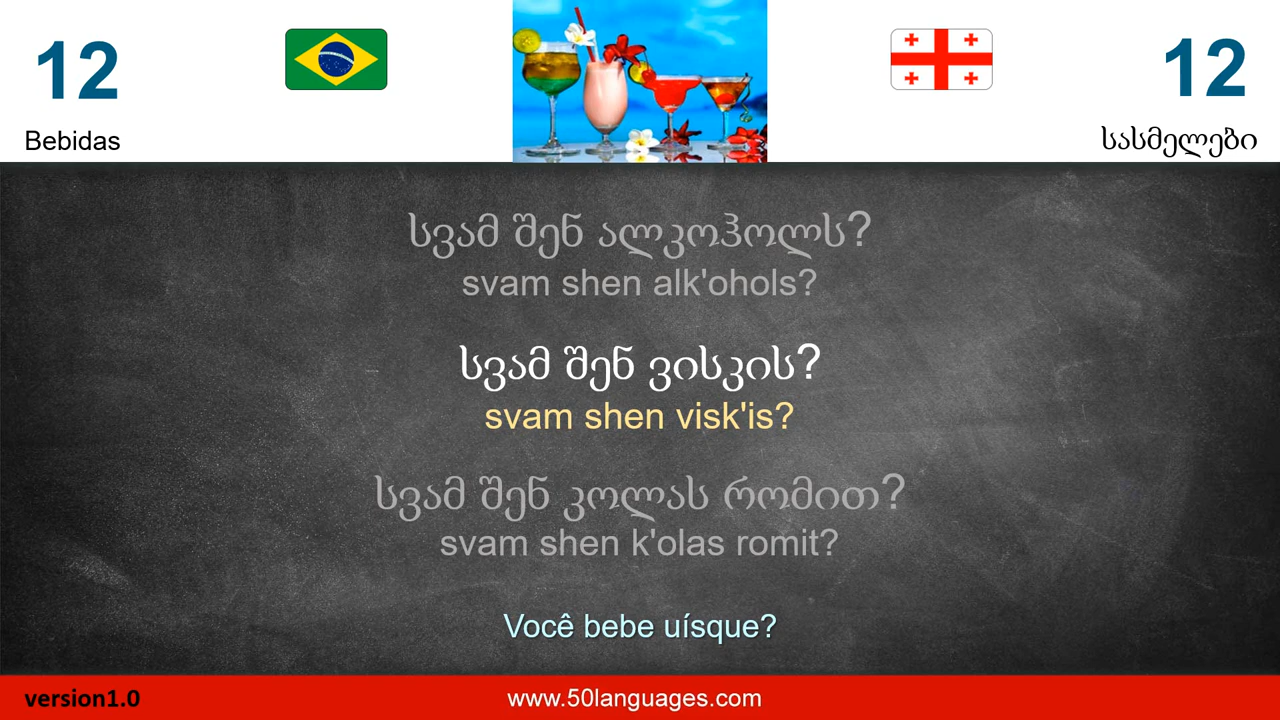 12
12
Bebidas
სასმელები
სვამ შენ ალკოჰოლს?
svam shen alk'ohols?
სვამ შენ ვისკის?
svam shen visk'is?
სვამ შენ კოლას რომით?
svam shen k'olas romit?
Você bebe uísque?
version1.0
www.50languages.com